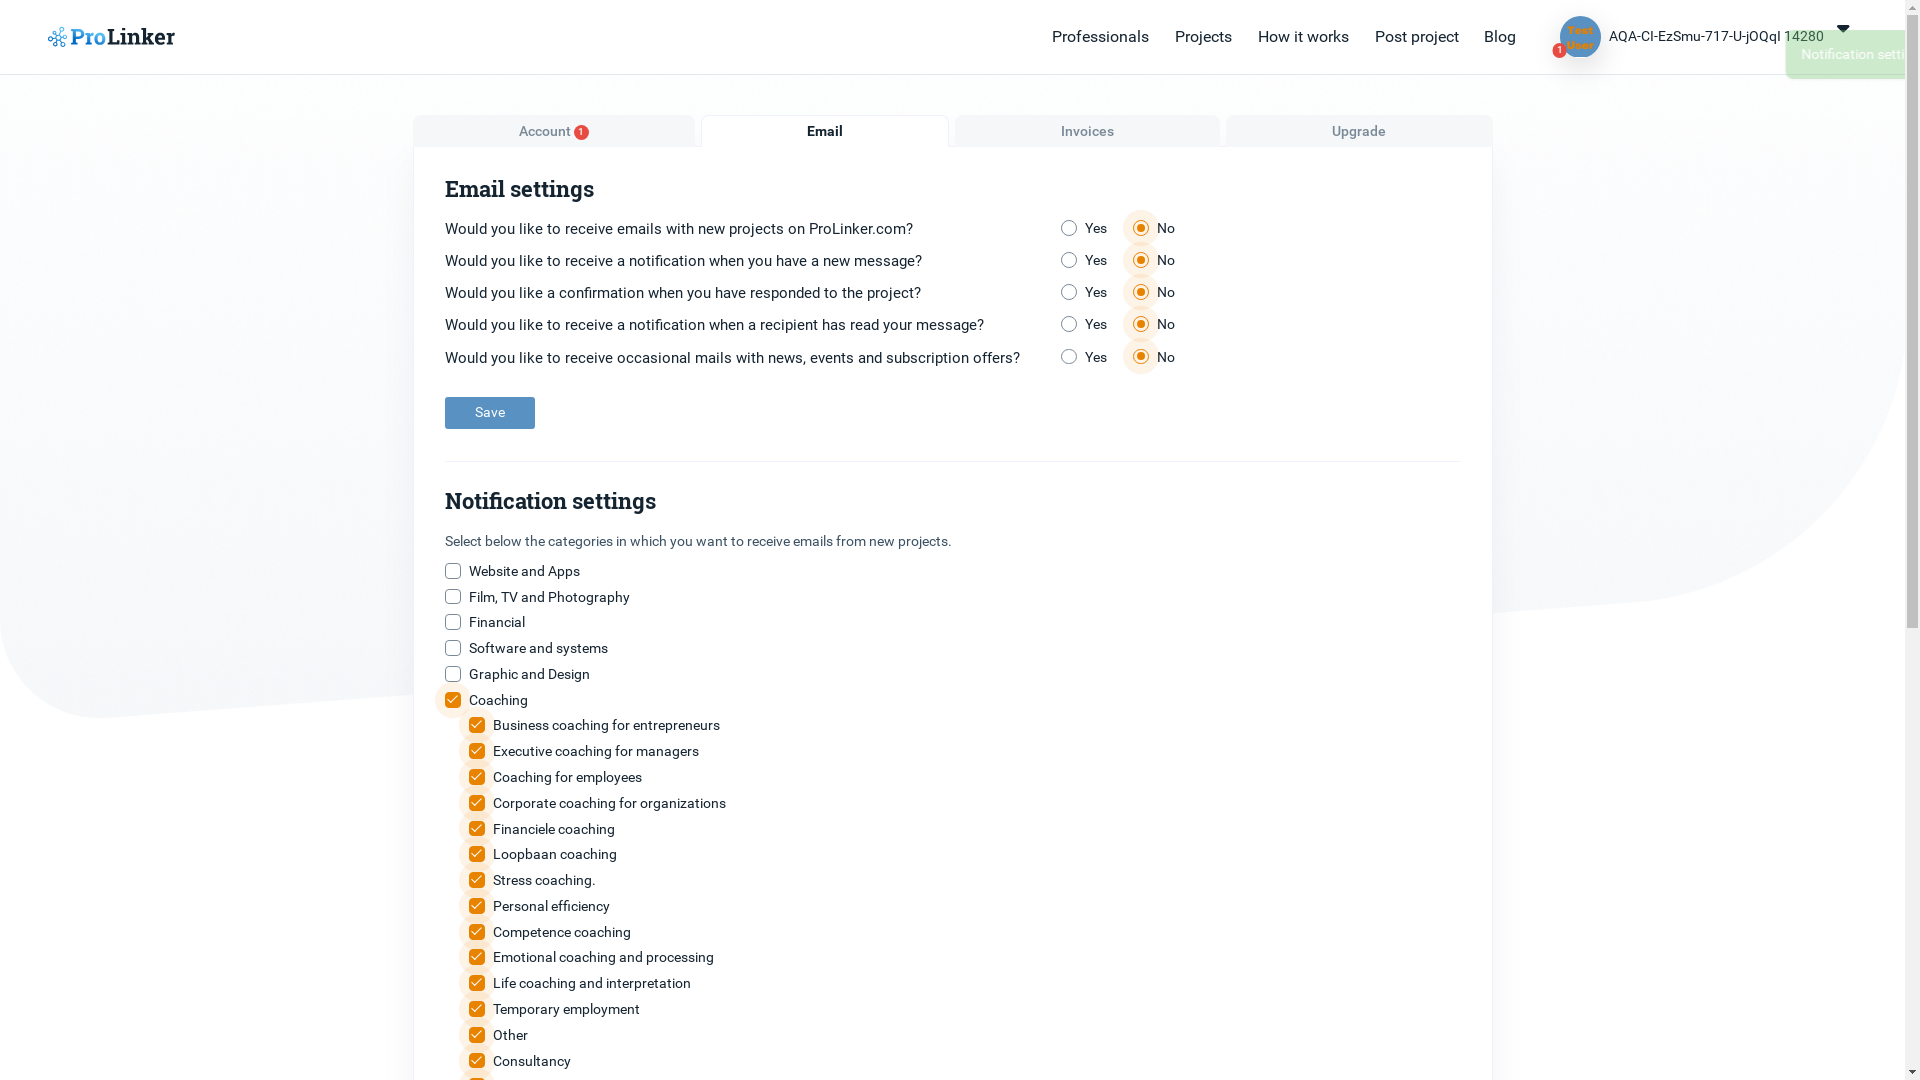 ProLinker
Professionals
Projects
How it works
Post project
Blog
Test
User
1
AQA-CI-EzSmu-717-U-jOQqI 14280
Notification setti
Account 1
Email
Invoices
Upgrade
Email settings
Would you like to receive emails with new projects on ProLinker.com? Yes No
Would you like to receive a notification when you have a new message? Yes No
Would you like a confirmation when you have responded to the project? Yes No
Would you like to receive a notification when a recipient has read your message? Yes No
Would you like to receive occasional mails with news, events and subscription offers? Yes No
Save
Notification settings
Select below the categories in which you want to receive emails from new projects.
Website and Apps
Film, TV and Photography
Financial
Software and systems
Graphic and Design
Coaching
Business coaching for entrepreneurs
Executive coaching for managers
Coaching for employees
Corporate coaching for organizations
Financiele coaching
Loopbaan coaching
Stress coaching.
Personal efficiency
Competence coaching
Emotional coaching and processing
Life coaching and interpretation
Temporary employment
Other
Consultancy